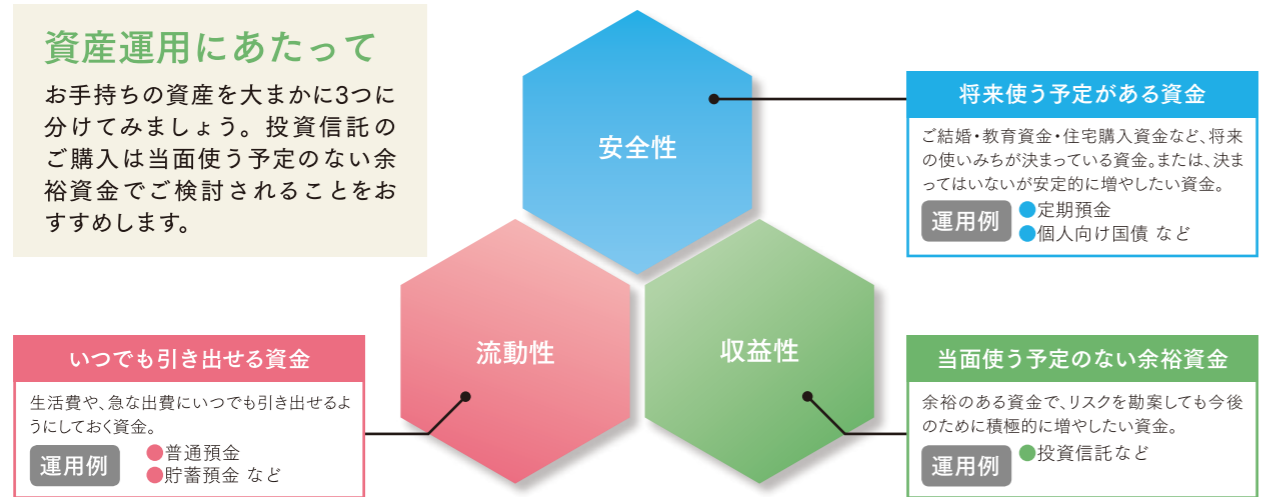 資産運用にあたって
お手持ちの資産を大まかに3つに
分けてみましょう。投資信託の
ご購入は当面使う予定のない余
裕資金でご検討されることをお
すすめします。
安全性
将来使う予定がある資金
ご結婚・教育資金・住宅購入資金など、将来
の使いみちが決まっている資金。または、決ま
ってはいないが安定的に増やしたい資金。
運用例
●定期預金
●個人向け国債 など
流動性
いつでも引き出せる資金
生活費や、急な出費にいつでも引き出せるよ
うにしておく資金。
運用例
●普通預金
●貯蓄預金 など
収益性
当面使う予定のない余裕資金
余裕のある資金で、リスクを勘案しても今後
のために積極的に増やしたい資金。
運用例
●投資信託など